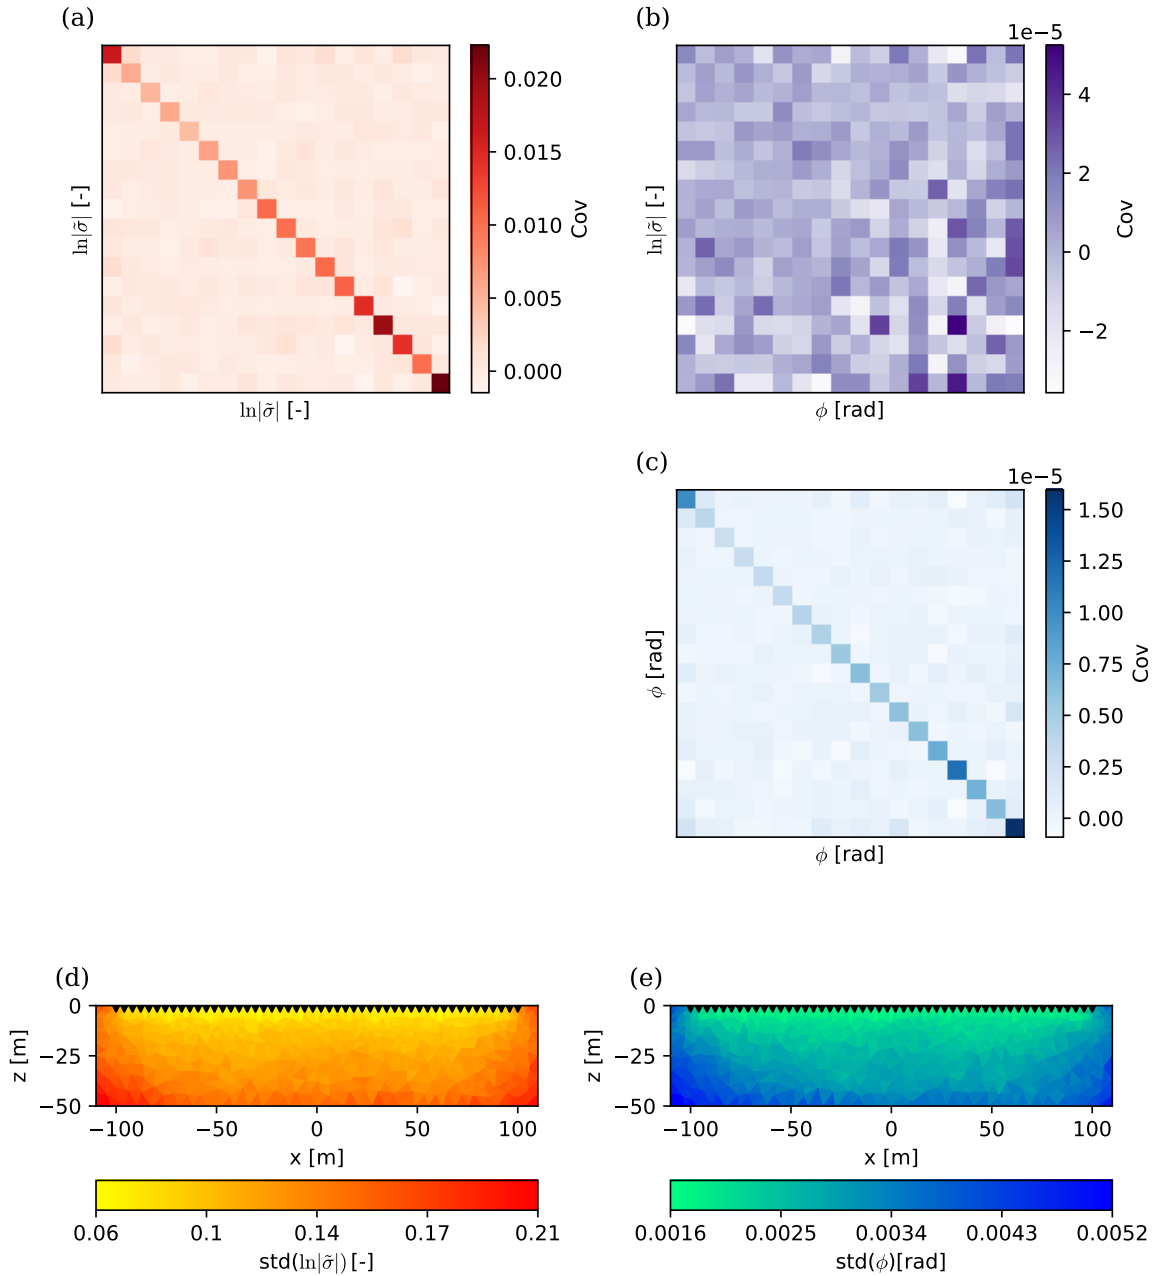 (a)
(b)
1e−5
ln|σ̃| [-]
ln|σ̃| [-]
0.020
0.015
0.010
0.005
0.000
Cov
ln|σ̃| [-]
ϕ [rad]
4
2
0
−2
Cov
(c)
1e−5
ϕ [rad]
ϕ [rad]
1.50
1.25
1.00
0.75
0.50
0.25
0.00
Cov
(d)
z [m]
0
−25
−50
−100 −50 0 50 100
x [m]
0.06 0.1 0.14 0.17 0.21
std(ln|σ̃|) [-]
(e)
z [m]
0
−25
−50
−100 −50 0 50 100
x [m]
0.0016 0.0025 0.0034 0.0043 0.0052
std(ϕ)[rad]